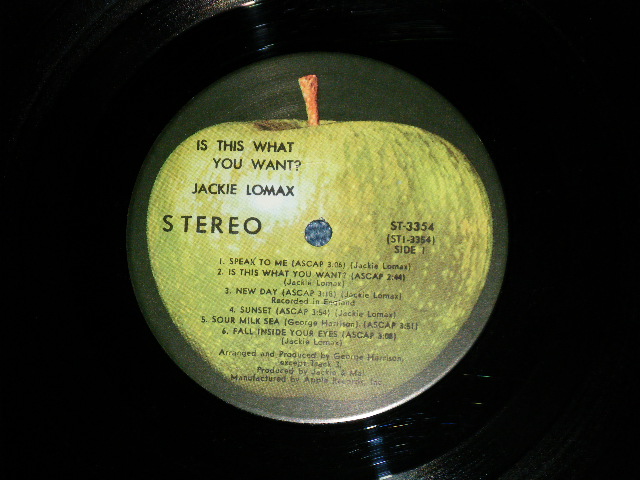 IS THIS WHAT
YOU WANT?
JACKIE LOMAX
STEREO
ST-3354
(ST1-3354)
SIDE 1
1. SPEAK TO ME (ASCAP 3:06) (Jackie Lomax)
2. IS THIS WHAT YOU WANT? (ASCAP 2:44)
(Jackie Lomax)
3. NEW DAY (ASCAP 3:15) (Jackie Lomax)
Recorded in England
4. SUNSET (ASCAP 3:54) (Jackie Lomax)
5. SOUR MILK SEA (George Harrison) (ASCAP 3:51)
6. FALL INSIDE YOUR EYES (ASCAP 3:08)
(Jackie Lomax)
Arranged and Produced by George Harrison,
except Track 3,
Produced by Jackie & Mal
Manufactured by Apple Records, Inc.